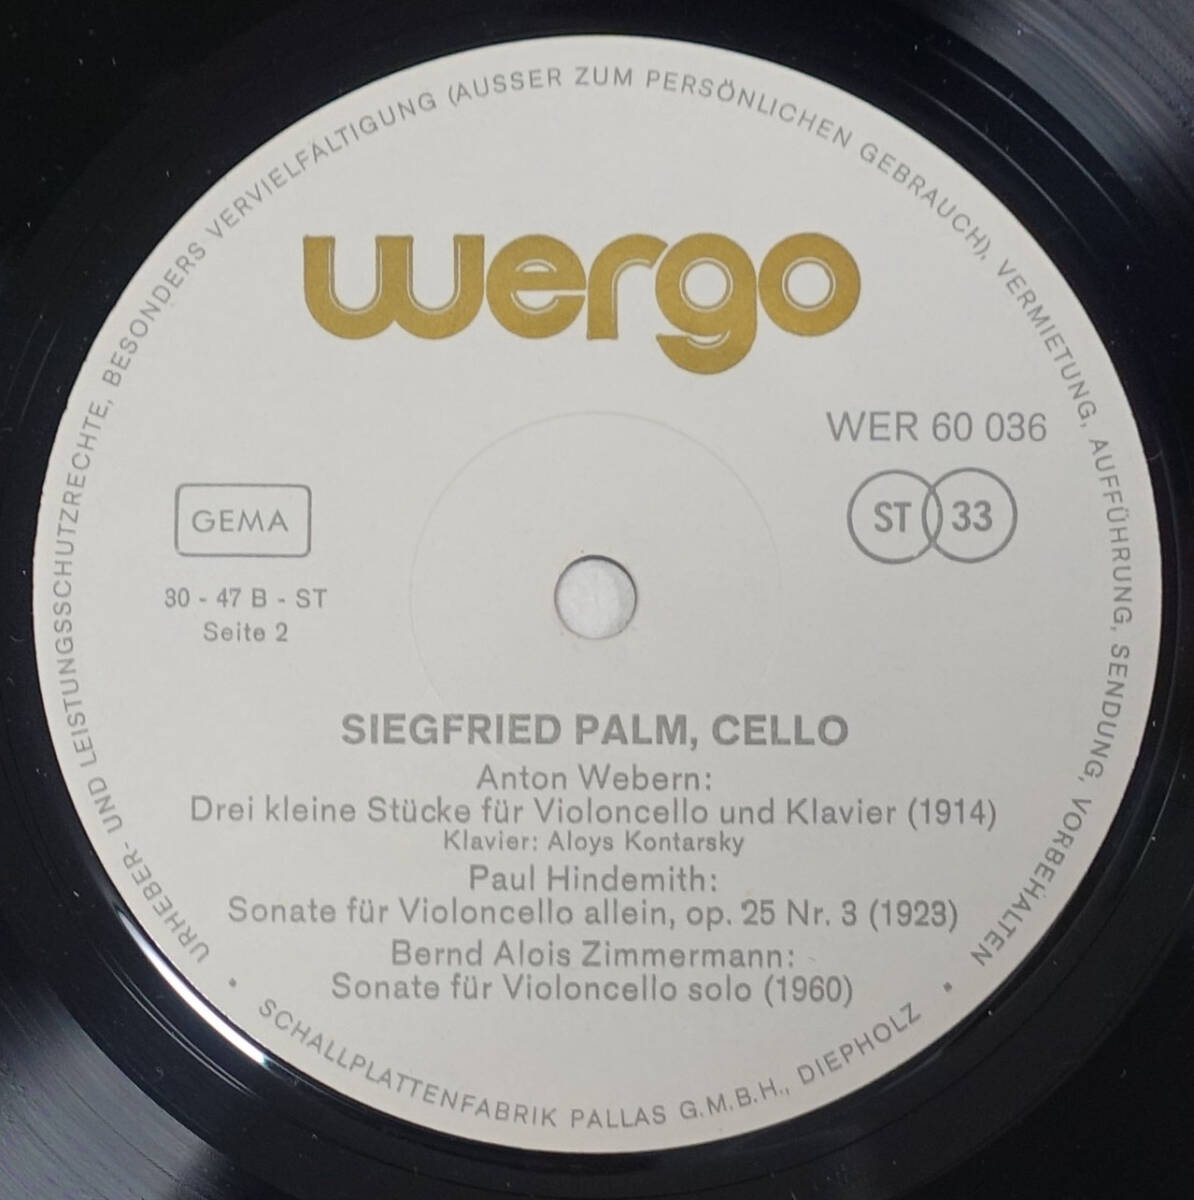 URHEBER- UND LEISTUNGSSCHUTZRECHTE, BESONDERS VERVIELFÄLTIGUNG (AUSSER ZUM PERSÖNLICHEN GEBRAUCH), VERMIETUNG, AUFFÜHRUNG, SENDUNG, VORBEHALTEN
wergo
WER 60 036
GEMA
ST 33
30 - 47 B - ST
Seite 2
SIEGFRIED PALM, CELLO
Anton Webern:
Drei kleine Stücke für Violoncello und Klavier (1914)
Klavier: Aloys Kontarsky
Paul Hindemith:
Sonate für Violoncello allein, op. 25 Nr. 3 (1923)
Bernd Alois Zimmermann:
Sonate für Violoncello solo (1960)
• SCHALLPLATTENFABRIK PALLAS G.M.B.H., DIEPHOLZ •